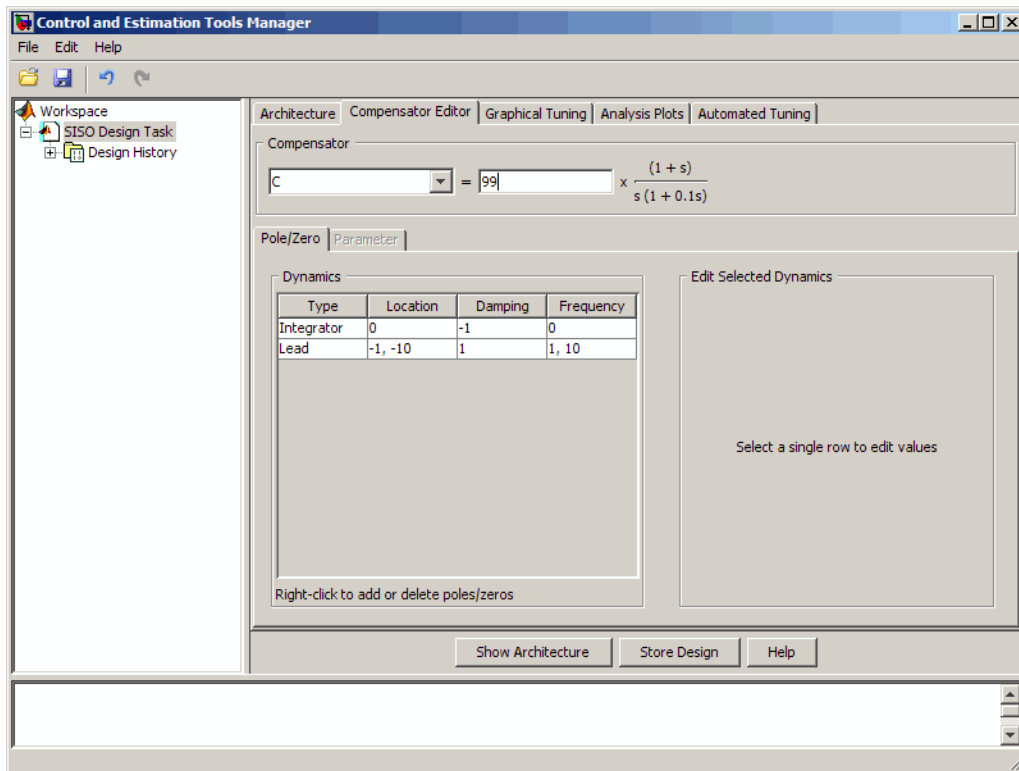 Control and Estimation Tools Manager
File Edit Help
Workspace
SISO Design Task
Design History
Architecture Compensator Editor Graphical Tuning Analysis Plots Automated Tuning
Compensator
C = 99 x (1 + s)
s (1 + 0.1s)
Pole/Zero Parameter
Dynamics
Type Location Damping Frequency
Integrator 0 -1 0
Lead -1, -10 1 1, 10
Right-click to add or delete poles/zeros
Edit Selected Dynamics
Select a single row to edit values
Show Architecture Store Design Help